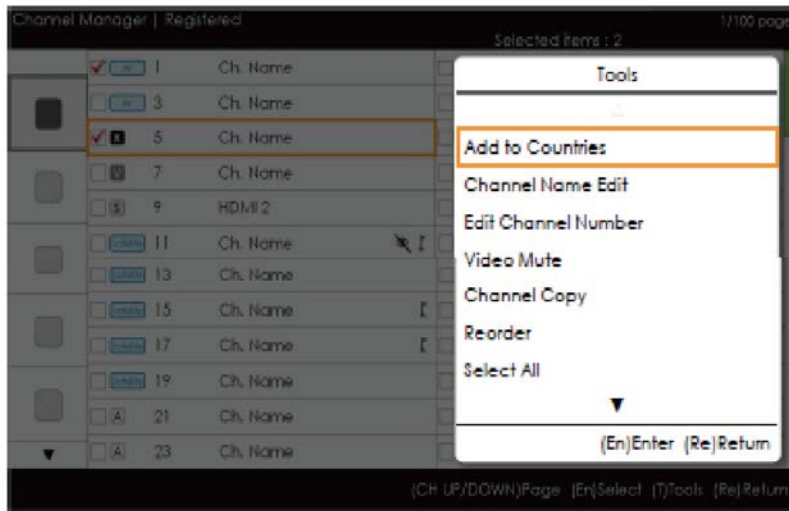 Channel Manager | Registered
1/100 page
Selected items : 2
1 Ch. Name
3 Ch. Name
5 Ch. Name
V 7 Ch. Name
S 9 HDMI 2
11 Ch. Name
13 Ch. Name
15 Ch. Name
17 Ch. Name
19 Ch. Name
A 21 Ch. Name
A 23 Ch. Name
▼
Tools
Add to Countries
Channel Name Edit
Edit Channel Number
Video Mute
Channel Copy
Reorder
Select All
▼
(En)Enter (Re)Return
(CH UP/DOWN)Page (En)Select (T)Tools (Re)Return